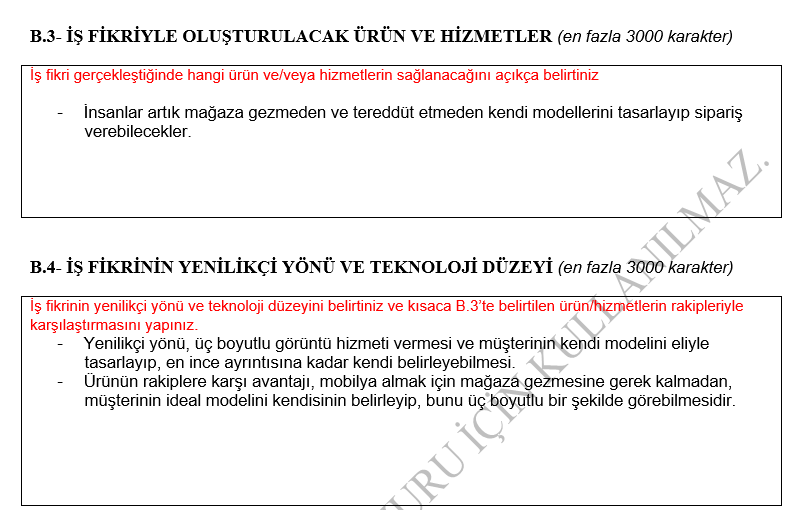 B.3- İŞ FİKRİYLE OLUŞTURULACAK ÜRÜN VE HİZMETLER (en fazla 3000 karakter)
İş fikri gerçekleştiğinde hangi ürün ve/veya hizmetlerin sağlanacağını açıkça belirtiniz
- İnsanlar artık mağaza gezmeden ve tereddüt etmeden kendi modellerini tasarlayıp sipariş
verebilecekler.
B.4- İŞ FİKRİNİN YENİLİKÇİ YÖNÜ VE TEKNOLOJİ DÜZEYİ (en fazla 3000 karakter)
İş fikrinin yenilikçi yönü ve teknoloji düzeyini belirtiniz ve kısaca B.3’te belirtilen ürün/hizmetlerin rakipleriyle
karşılaştırmasını yapınız.
- Yenilikçi yönü, üç boyutlu görüntü hizmeti vermesi ve müşterinin kendi modelini eliyle
tasarlayıp, en ince ayrıntısına kadar kendi belirleyebilmesi.
- Ürünün rakiplere karşı avantajı, mobilya almak için mağaza gezmesine gerek kalmadan,
müşterinin ideal modelini kendisinin belirleyip, bunu üç boyutlu bir şekilde görebilmesidir.
İÇİN KULLANILMAZ.